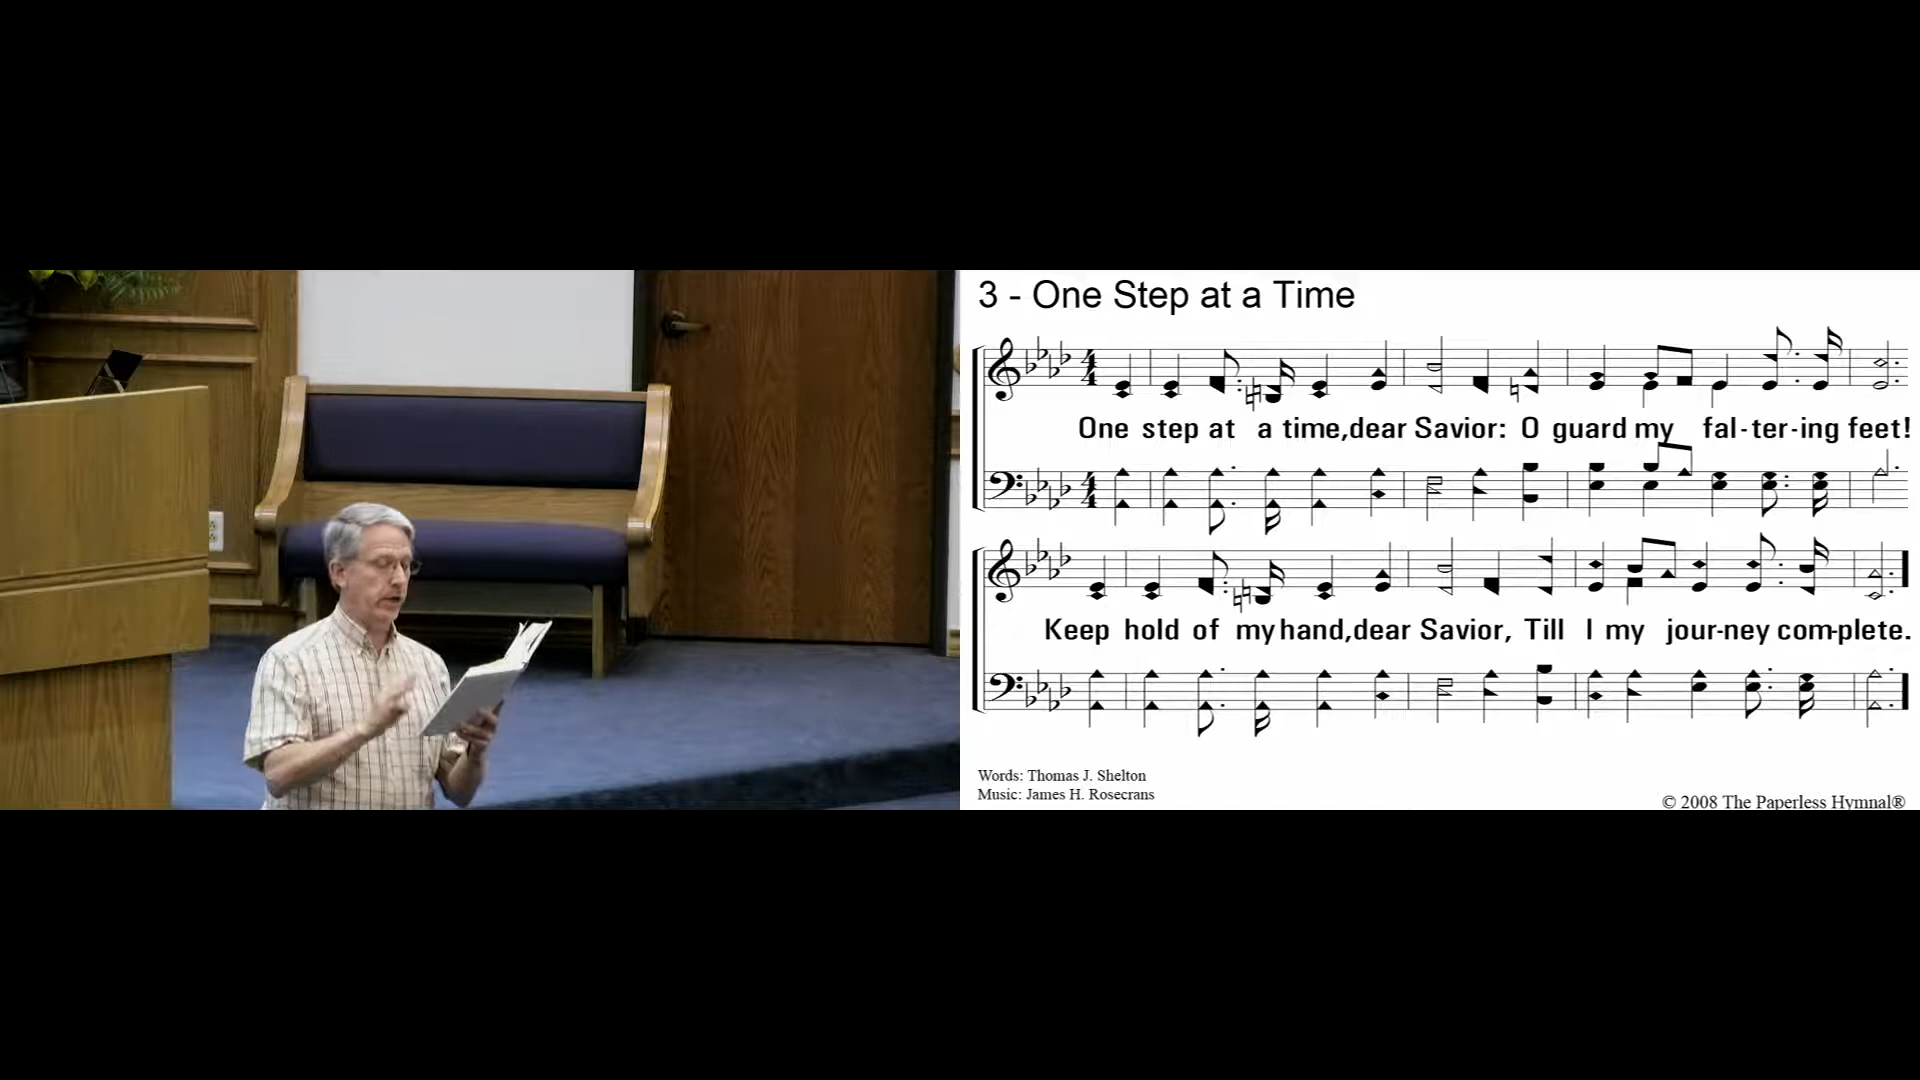 3 - One Step at a Time
One step at a time, dear Savior: O guard my fal-ter-ing feet!
Keep hold of my hand, dear Savior, Till I my jour-ney com-plete.
Words: Thomas J. Shelton
Music: James H. Rosecrans
© 2008 The Paperless Hymnal®